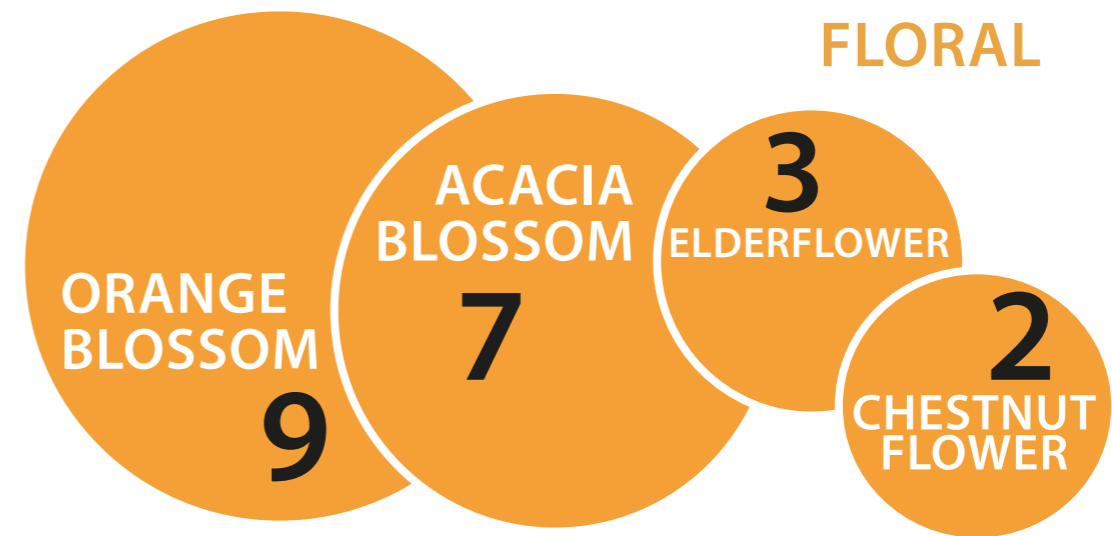 FLORAL
ORANGE
BLOSSOM
9
ACACIA
BLOSSOM
7
3
ELDERFLOWER
2
CHESTNUT
FLOWER